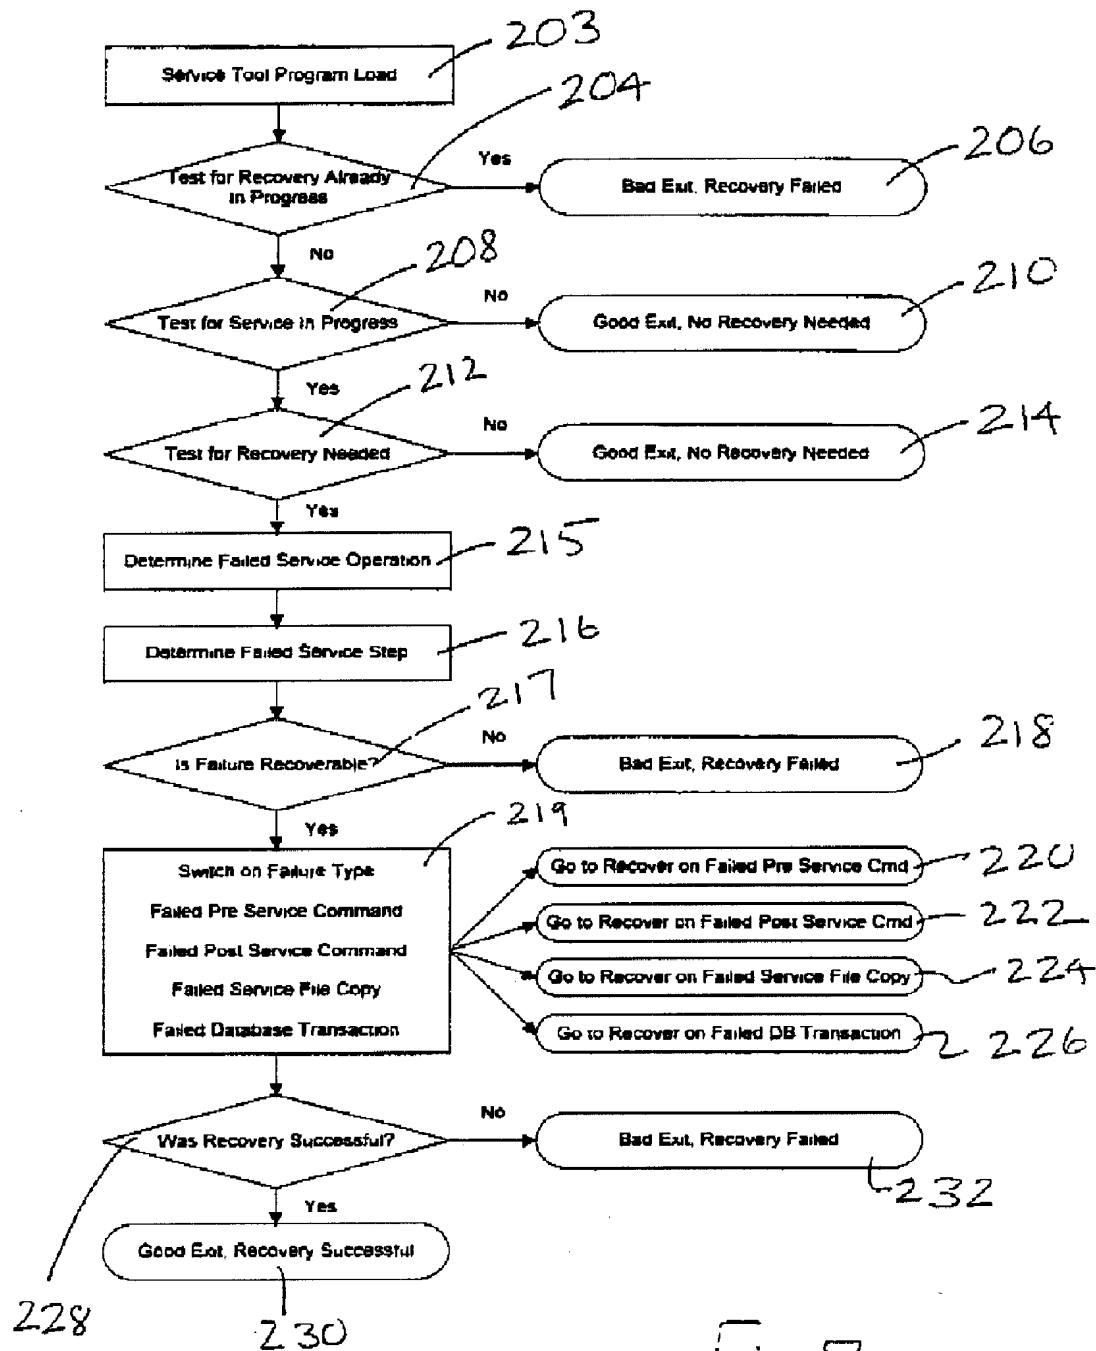 203
Service Tool Program Load
204
Test for Recovery Already
in Progress
Yes
Bad Exit, Recovery Failed
206
No
208
Test for Service in Progress
No
Good Exit, No Recovery Needed
210
Yes
212
Test for Recovery Needed
No
Good Exit, No Recovery Needed
214
Yes
Determine Failed Service Operation
215
Determine Failed Service Step
216
217
Is Failure Recoverable?
No
Bad Exit, Recovery Failed
218
Yes
219
Switch on Failure Type
Failed Pre Service Command
Failed Post Service Command
Failed Service File Copy
Failed Database Transaction
Go to Recover on Failed Pre Service Cmd
220
Go to Recover on Failed Post Service Cmd
222
Go to Recover on Failed Service File Copy
224
Go to Recover on Failed DB Transaction
226
Was Recovery Successful?
No
Bad Exit, Recovery Failed
232
Yes
Good Exit, Recovery Successful
228
230